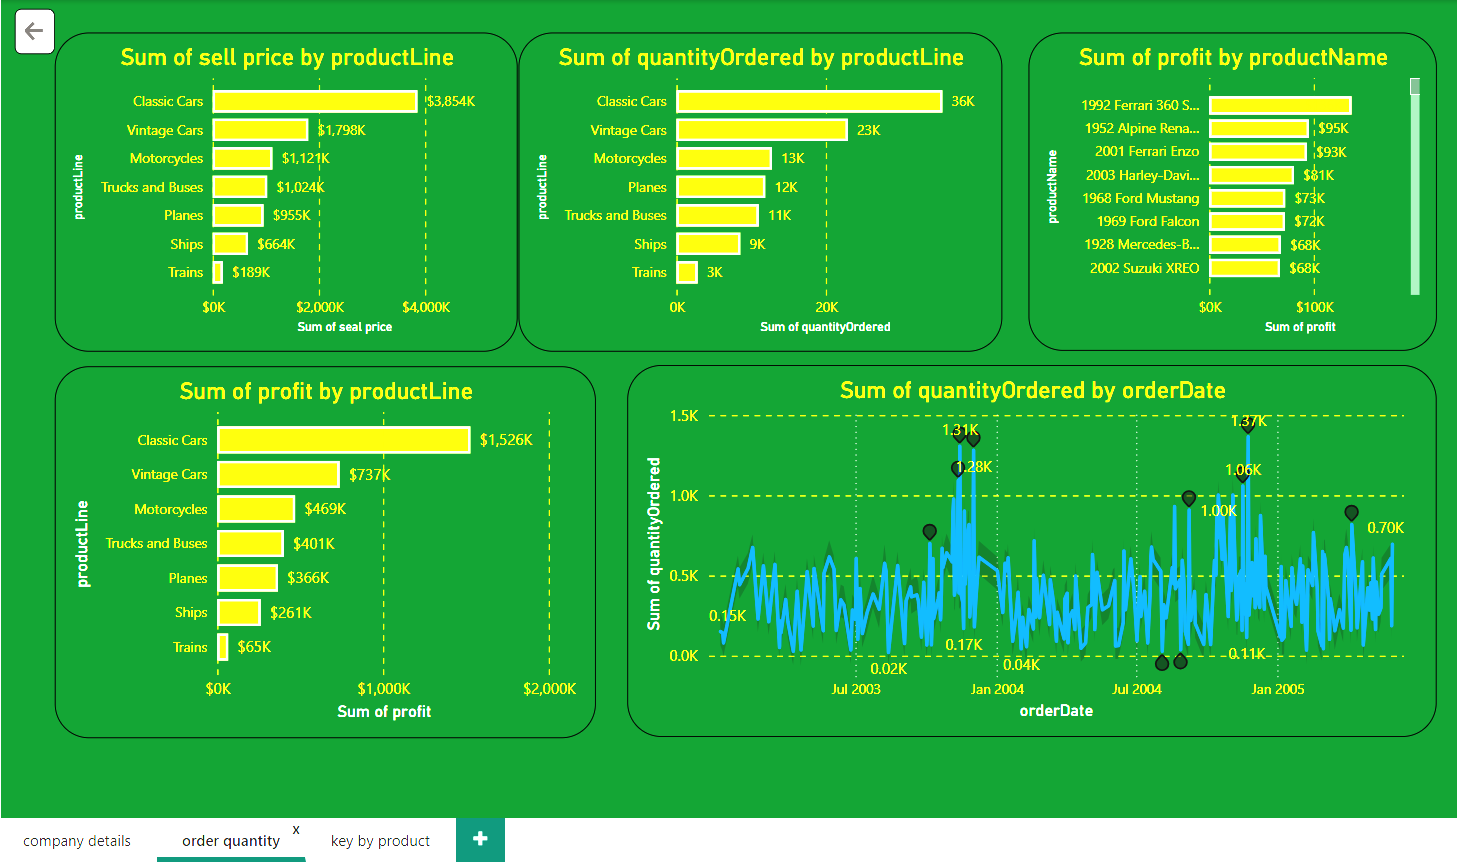 Sum of sell price by productLine
productLine
Classic Cars $3,854K
Vintage Cars $1,798K
Motorcycles $1,121K
Trucks and Buses $1,024K
Planes $955K
Ships $664K
Trains $189K
$0K $2,000K $4,000K
Sum of seal price
Sum of quantityOrdered by productLine
productLine
Classic Cars 36K
Vintage Cars 23K
Motorcycles 13K
Planes 12K
Trucks and Buses 11K
Ships 9K
Trains 3K
0K 20K
Sum of quantityOrdered
Sum of profit by productName
productName
1992 Ferrari 360 S...
1952 Alpine Rena... $95K
2001 Ferrari Enzo $93K
2003 Harley-Davi... $81K
1968 Ford Mustang $73K
1969 Ford Falcon $72K
1928 Mercedes-B... $68K
2002 Suzuki XREO $68K
$0K $100K
Sum of profit
Sum of profit by productLine
productLine
Classic Cars $1,526K
Vintage Cars $737K
Motorcycles $469K
Trucks and Buses $401K
Planes $366K
Ships $261K
Trains $65K
$0K $1,000K $2,000K
Sum of profit
Sum of quantityOrdered by orderDate
Sum of quantityOrdered
1.5K
1.31K 1.37K
1.28K 1.06K
1.0K
1.00K 0.70K
0.5K
0.15K
0.17K 0.11K
0.0K
0.02K 0.04K
Jul 2003 Jan 2004 Jul 2004 Jan 2005
orderDate
company details order quantity x key by product +